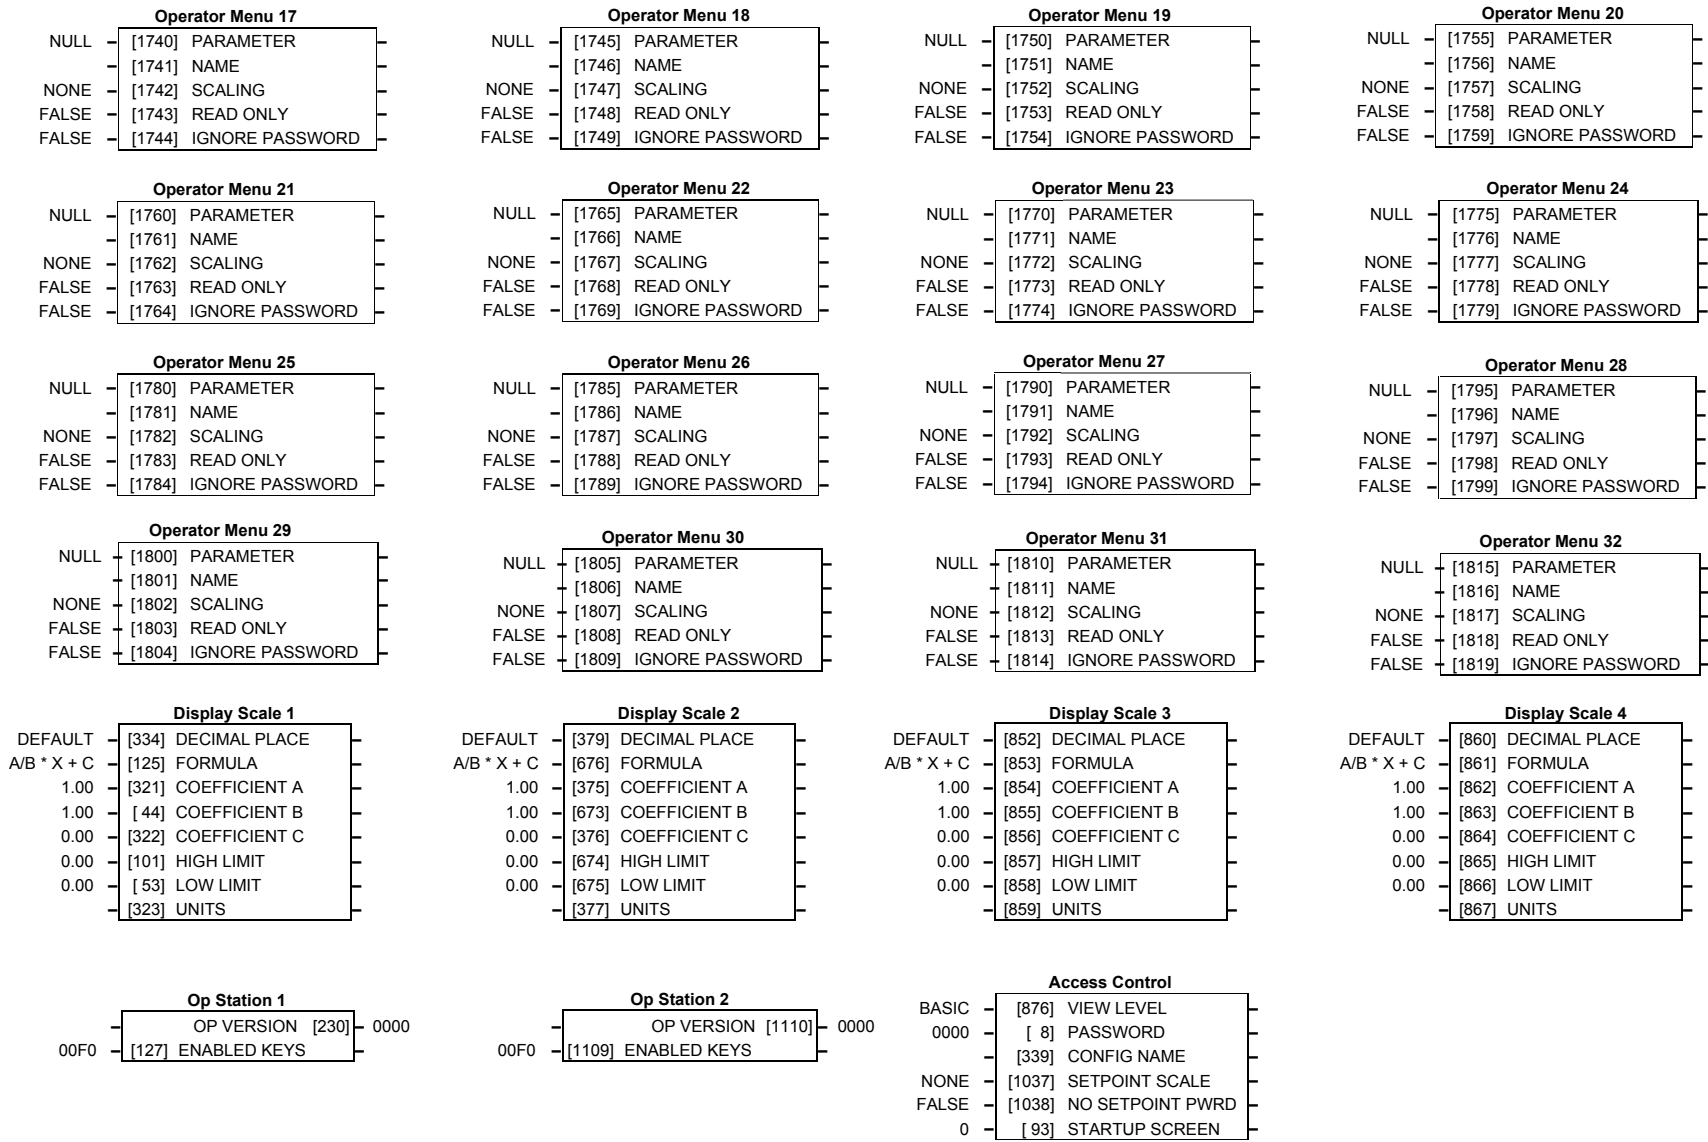 Operator Menu 17
NULL [1740] PARAMETER
[1741] NAME
NONE [1742] SCALING
FALSE [1743] READ ONLY
FALSE [1744] IGNORE PASSWORD
Operator Menu 18
NULL [1745] PARAMETER
[1746] NAME
NONE [1747] SCALING
FALSE [1748] READ ONLY
FALSE [1749] IGNORE PASSWORD
Operator Menu 19
NULL [1750] PARAMETER
[1751] NAME
NONE [1752] SCALING
FALSE [1753] READ ONLY
FALSE [1754] IGNORE PASSWORD
Operator Menu 20
NULL [1755] PARAMETER
[1756] NAME
NONE [1757] SCALING
FALSE [1758] READ ONLY
FALSE [1759] IGNORE PASSWORD
Operator Menu 21
NULL [1760] PARAMETER
[1761] NAME
NONE [1762] SCALING
FALSE [1763] READ ONLY
FALSE [1764] IGNORE PASSWORD
Operator Menu 22
NULL [1765] PARAMETER
[1766] NAME
NONE [1767] SCALING
FALSE [1768] READ ONLY
FALSE [1769] IGNORE PASSWORD
Operator Menu 23
NULL [1770] PARAMETER
[1771] NAME
NONE [1772] SCALING
FALSE [1773] READ ONLY
FALSE [1774] IGNORE PASSWORD
Operator Menu 24
NULL [1775] PARAMETER
[1776] NAME
NONE [1777] SCALING
FALSE [1778] READ ONLY
FALSE [1779] IGNORE PASSWORD
Operator Menu 25
NULL [1780] PARAMETER
[1781] NAME
NONE [1782] SCALING
FALSE [1783] READ ONLY
FALSE [1784] IGNORE PASSWORD
Operator Menu 26
NULL [1785] PARAMETER
[1786] NAME
NONE [1787] SCALING
FALSE [1788] READ ONLY
FALSE [1789] IGNORE PASSWORD
Operator Menu 27
NULL [1790] PARAMETER
[1791] NAME
NONE [1792] SCALING
FALSE [1793] READ ONLY
FALSE [1794] IGNORE PASSWORD
Operator Menu 28
NULL [1795] PARAMETER
[1796] NAME
NONE [1797] SCALING
FALSE [1798] READ ONLY
FALSE [1799] IGNORE PASSWORD
Operator Menu 29
NULL [1800] PARAMETER
[1801] NAME
NONE [1802] SCALING
FALSE [1803] READ ONLY
FALSE [1804] IGNORE PASSWORD
Operator Menu 30
NULL [1805] PARAMETER
[1806] NAME
NONE [1807] SCALING
FALSE [1808] READ ONLY
FALSE [1809] IGNORE PASSWORD
Operator Menu 31
NULL [1810] PARAMETER
[1811] NAME
NONE [1812] SCALING
FALSE [1813] READ ONLY
FALSE [1814] IGNORE PASSWORD
Operator Menu 32
NULL [1815] PARAMETER
[1816] NAME
NONE [1817] SCALING
FALSE [1818] READ ONLY
FALSE [1819] IGNORE PASSWORD
Display Scale 1
DEFAULT [334] DECIMAL PLACE
A/B * X + C [125] FORMULA
1.00 [321] COEFFICIENT A
1.00 [ 44] COEFFICIENT B
0.00 [322] COEFFICIENT C
0.00 [101] HIGH LIMIT
0.00 [ 53] LOW LIMIT
[323] UNITS
Display Scale 2
DEFAULT [379] DECIMAL PLACE
A/B * X + C [676] FORMULA
1.00 [375] COEFFICIENT A
1.00 [673] COEFFICIENT B
0.00 [376] COEFFICIENT C
0.00 [674] HIGH LIMIT
0.00 [675] LOW LIMIT
[377] UNITS
Display Scale 3
DEFAULT [852] DECIMAL PLACE
A/B * X + C [853] FORMULA
1.00 [854] COEFFICIENT A
1.00 [855] COEFFICIENT B
0.00 [856] COEFFICIENT C
0.00 [857] HIGH LIMIT
0.00 [858] LOW LIMIT
[859] UNITS
Display Scale 4
DEFAULT [860] DECIMAL PLACE
A/B * X + C [861] FORMULA
1.00 [862] COEFFICIENT A
1.00 [863] COEFFICIENT B
0.00 [864] COEFFICIENT C
0.00 [865] HIGH LIMIT
0.00 [866] LOW LIMIT
[867] UNITS
Op Station 1
OP VERSION [230] 0000
00F0 [127] ENABLED KEYS
Op Station 2
OP VERSION [1110] 0000
00F0 [1109] ENABLED KEYS
Access Control
BASIC [876] VIEW LEVEL
0000 [ 8] PASSWORD
[339] CONFIG NAME
NONE [1037] SETPOINT SCALE
FALSE [1038] NO SETPOINT PWRD
0 [ 93] STARTUP SCREEN